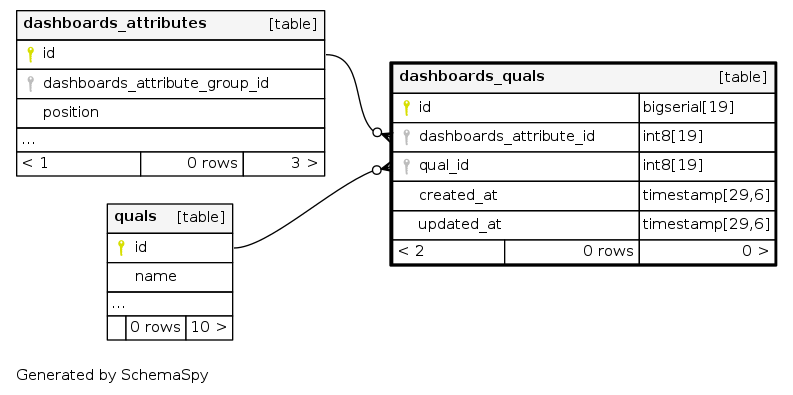 dashboards_attributes [table]
id
dashboards_attribute_group_id
position
...
< 1 0 rows 3 >
dashboards_quals [table]
id bigserial[19]
dashboards_attribute_id int8[19]
qual_id int8[19]
created_at timestamp[29,6]
updated_at timestamp[29,6]
< 2 0 rows 0 >
quals [table]
id
name
...
0 rows 10 >
Generated by SchemaSpy